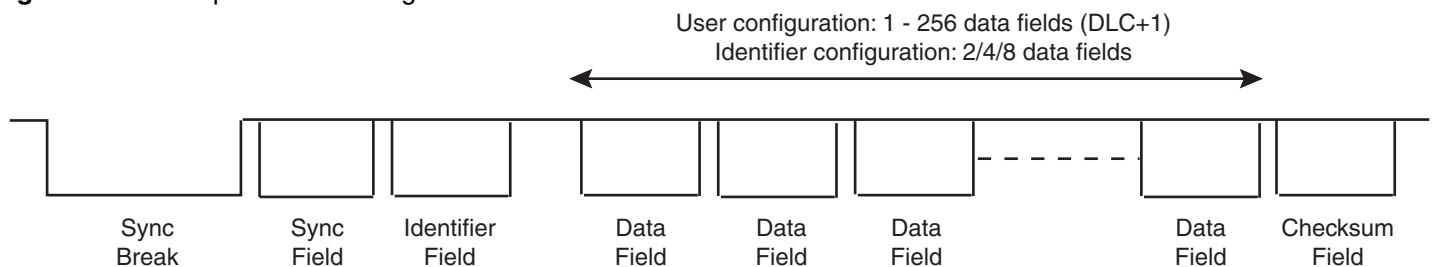 User configuration: 1 - 256 data fields (DLC+1)
Identifier configuration: 2/4/8 data fields
Sync Break
Sync Field
Identifier Field
Data Field
Data Field
Data Field
Data Field
Checksum Field